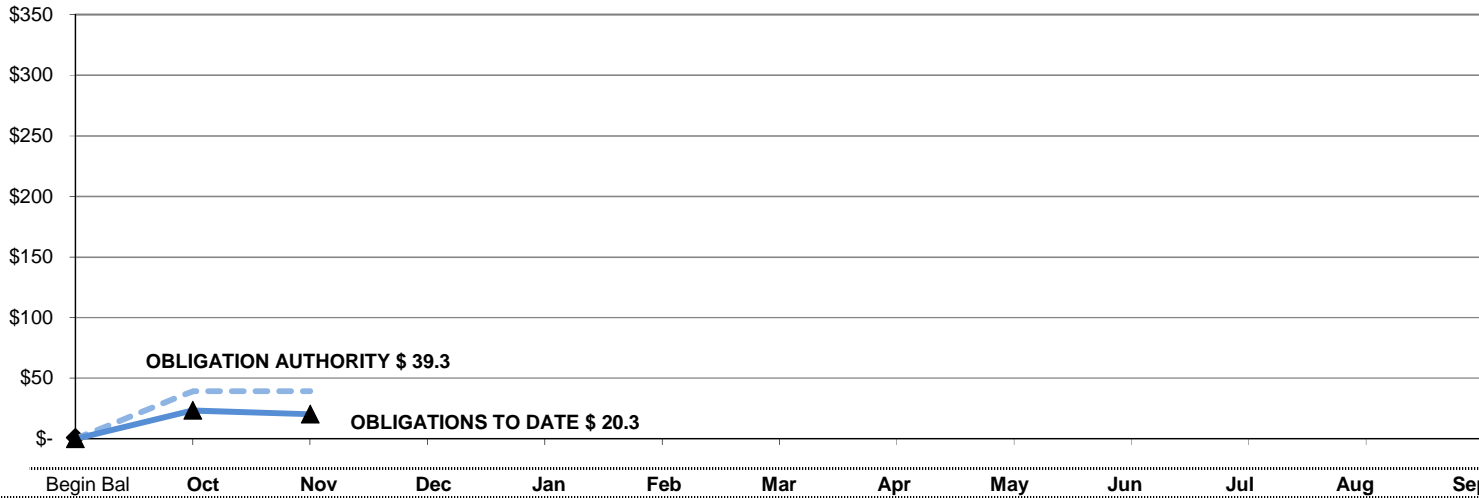 $350
$300
$250
$200
$150
$100
OBLIGATION AUTHORITY $ 39.3
$50
OBLIGATIONS TO DATE $ 20.3
$-
Begin Bal Oct Nov Dec Jan Feb Mar Apr May Jun Jul Aug Sep